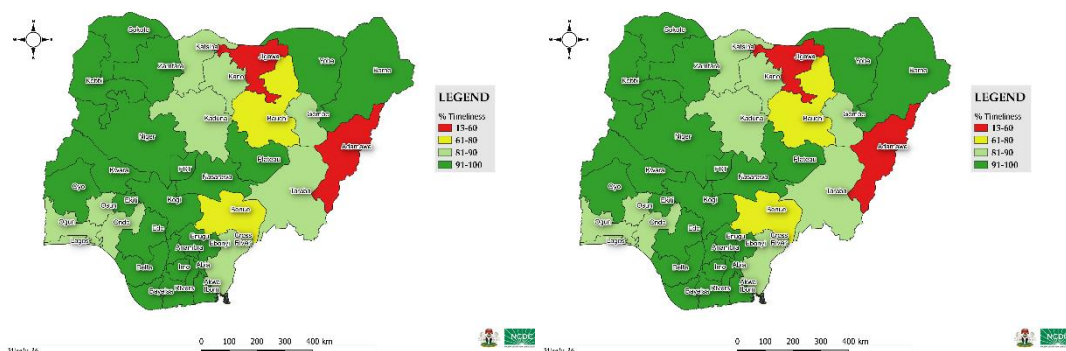 N
W
E
S
Sokoto
Katsina
Jigawa
Yobe
Borno
Zamfara
Kano
Kebbi
Kaduna
Bauchi
Gombe
Niger
Adamawa
Plateau
FCT
Kwara
Nasarawa
Oyo
Taraba
Kogi
Osun
Ekiti
Benue
Ogun
Ondo
Edo
Enugu
Cross
River
Lagos
Anambra
Ebonyi
Delta
Imo
Abia
Akwa
Ibom
Bayelsa
Rivers
LEGEND
% Timeliness
13-60
61-80
81-90
91-100
0 100 200 300 400 km
NCDC
N
W
E
S
Sokoto
Katsina
Jigawa
Yobe
Borno
Zamfara
Kano
Kebbi
Kaduna
Bauchi
Gombe
Niger
Adamawa
Plateau
FCT
Kwara
Nasarawa
Oyo
Taraba
Kogi
Osun
Ekiti
Benue
Ogun
Ondo
Edo
Enugu
Cross
River
Lagos
Anambra
Ebonyi
Delta
Imo
Abia
Akwa
Ibom
Bayelsa
Rivers
LEGEND
% Timeliness
13-60
61-80
81-90
91-100
0 100 200 300 400 km
NCDC